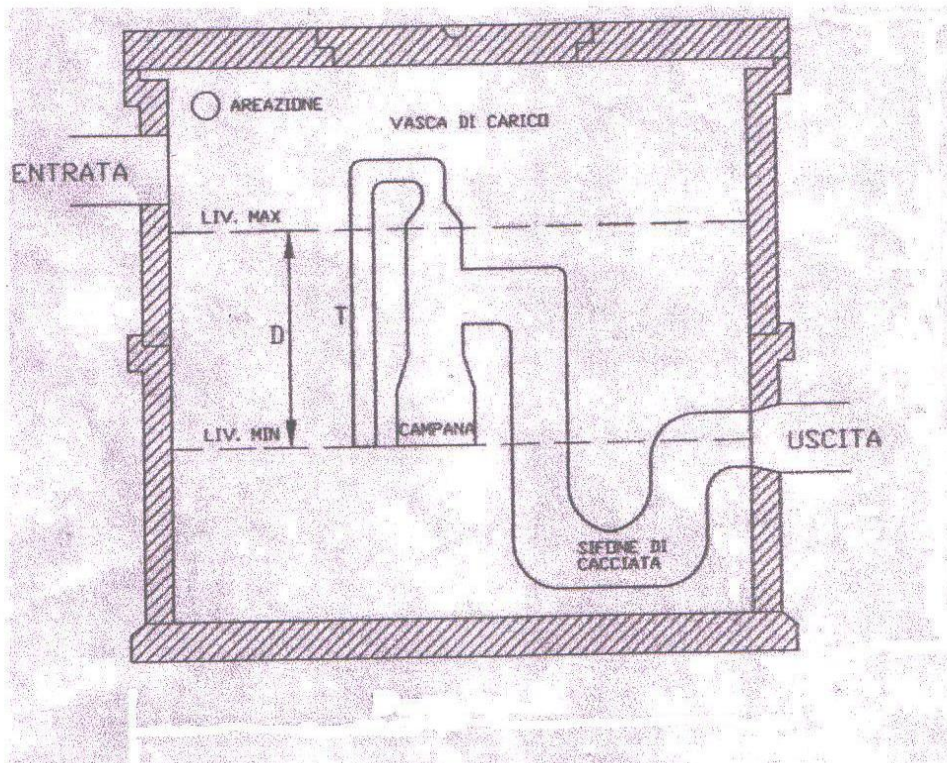 AREAZIONE
VASCA DI CARICO
ENTRATA
LIV. MAX
D
T
LIV. MIN
CAMPANA
USCITA
SIFONE DI
CACCIATA